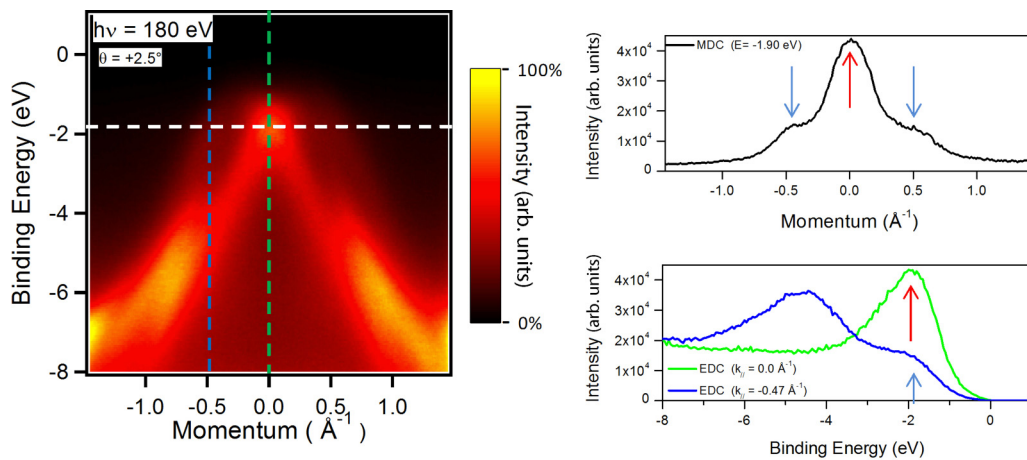 hν = 180 eV
θ = +2.5°
0
-2
-4
-6
-8
Binding Energy (eV)
-1.0
-0.5
0.0
0.5
1.0
Momentum ( Å⁻¹)
100%
0%
Intensity (arb. units)
MDC (E= -1.90 eV)
4x10⁴
3x10⁴
2x10⁴
1x10⁴
0
Intensity (arb. units)
-1.0
-0.5
0.0
0.5
1.0
Momentum (Å⁻¹)
4x10⁴
3x10⁴
2x10⁴
1x10⁴
0
Intensity (arb. units)
EDC (k// = 0.0 Å⁻¹)
EDC (k// = -0.47 Å⁻¹)
-8
-6
-4
-2
0
Binding Energy (eV)